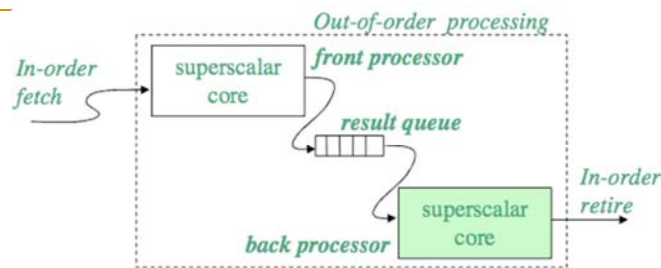 Out-of-order processing
In-order
fetch
superscalar
core
front processor
result queue
superscalar
core
back processor
In-order
retire